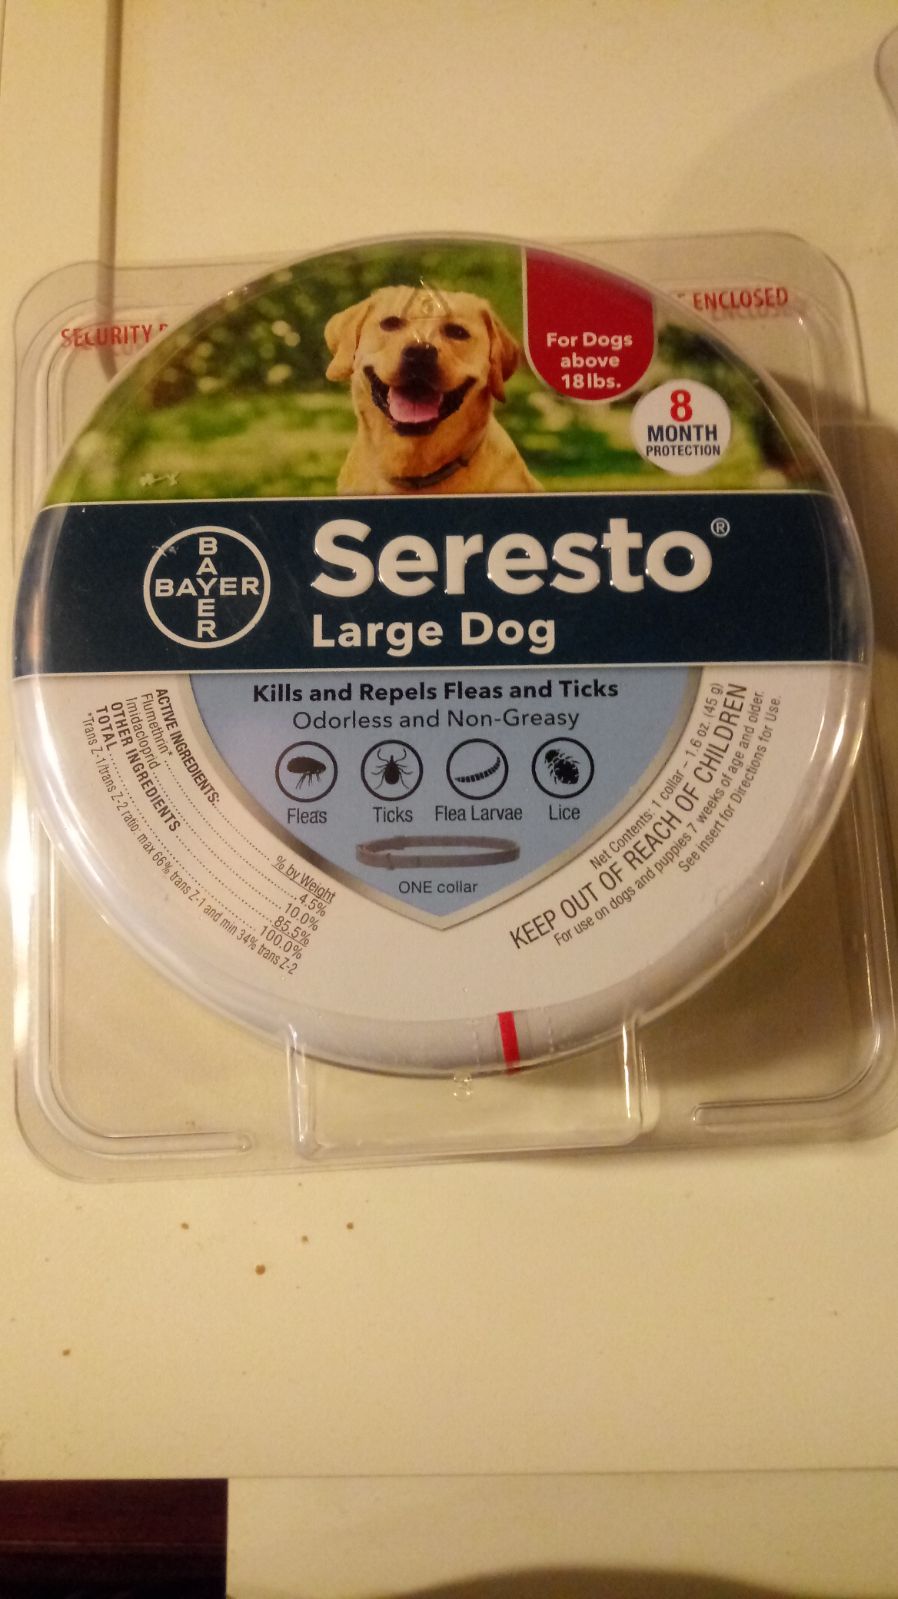 SECURITY
ENCLOSED
For Dogs
above
18 lbs.
8
MONTH
PROTECTION
BAYER
BAYER
Seresto®
Large Dog
Kills and Repels Fleas and Ticks
Odorless and Non-Greasy
Fleas Ticks Flea Larvae Lice
ONE collar
ACTIVE INGREDIENTS: % by Weight
Flumethrin* 4.5%
Imidacloprid 10.0%
OTHER INGREDIENTS 85.5%
TOTAL 100.0%
*Trans Z-1/trans Z-2 ratio: max 66% trans Z-1 and min 34% trans Z-2
Net Contents: 1 collar – 1.6 oz. (45 g)
KEEP OUT OF REACH OF CHILDREN
For use on dogs and puppies 7 weeks of age and older.
See insert for Directions for Use.